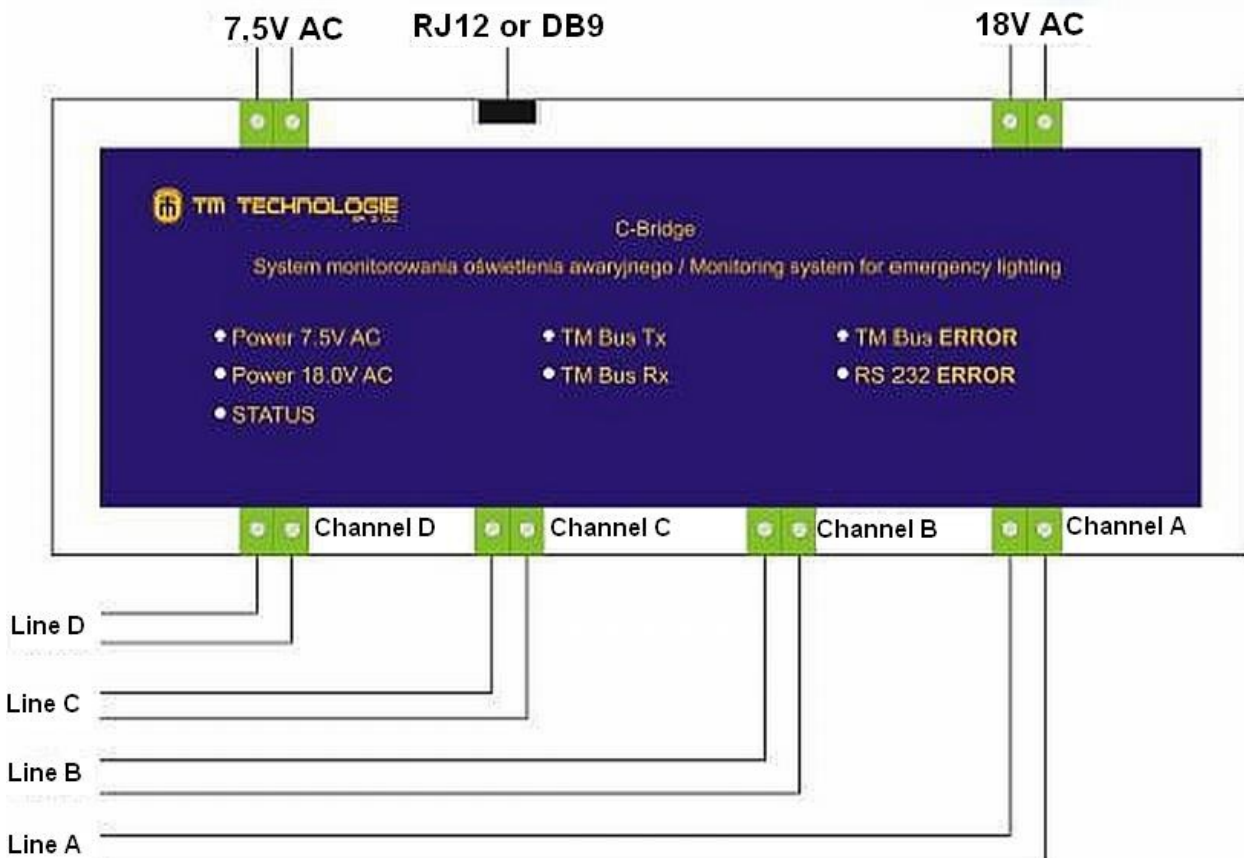 7.5V AC
RJ12 or DB9
18V AC
TM TECHNOLOGIE
C-Bridge
System monitorowania oświetlenia awaryjnego / Monitoring system for emergency lighting
Power 7.5V AC
TM Bus Tx
TM Bus ERROR
Power 18.0V AC
TM Bus Rx
RS 232 ERROR
STATUS
Channel D
Channel C
Channel B
Channel A
Line D
Line C
Line B
Line A